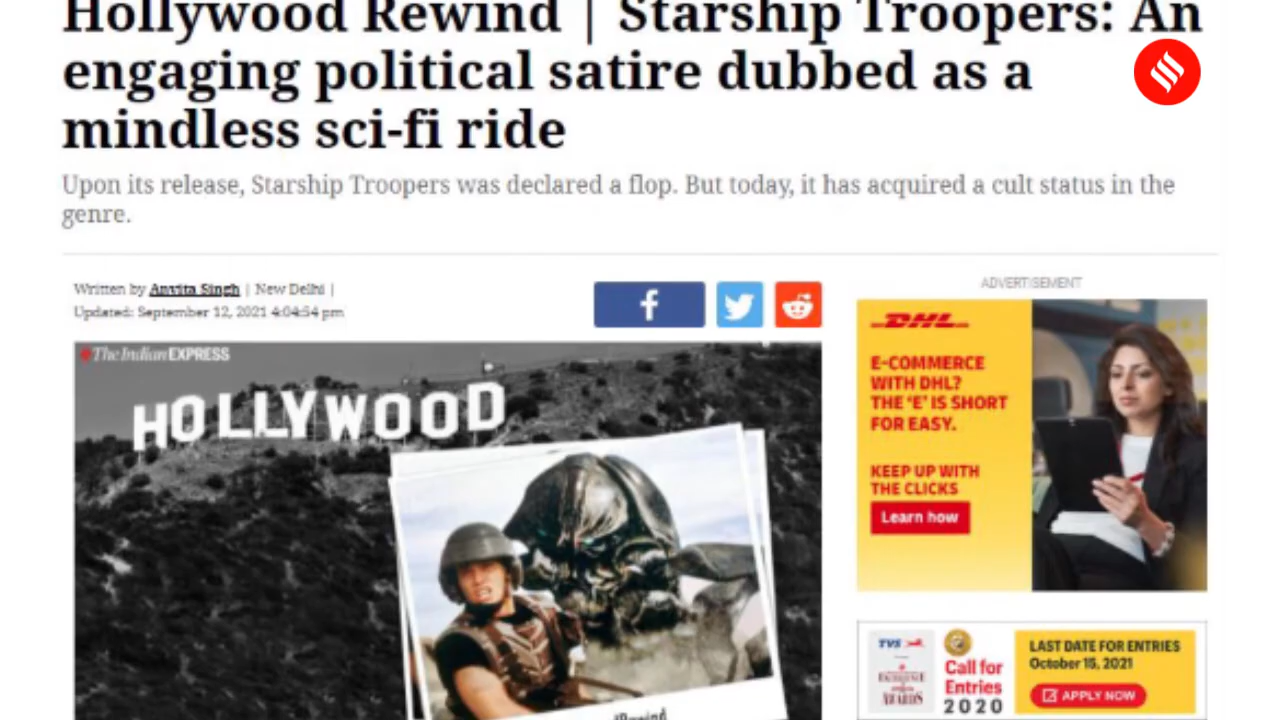 Hollywood Rewind | Starship Troopers: An
engaging political satire dubbed as a
mindless sci-fi ride
Upon its release, Starship Troopers was declared a flop. But today, it has acquired a cult status in the
genre.
Written by Anvita Singh | New Delhi |
Updated: September 12, 2021 4:04:54 pm
The Indian EXPRESS
HOLLYWOOD
#Rewind
ADVERTISEMENT
DHL
E-COMMERCE
WITH DHL?
THE ‘E’ IS SHORT
FOR EASY.
KEEP UP WITH
THE CLICKS
Learn how
TVS
EXCELLENCE
AWARDS
Call for
Entries
2020
LAST DATE FOR ENTRIES
October 15, 2021
APPLY NOW